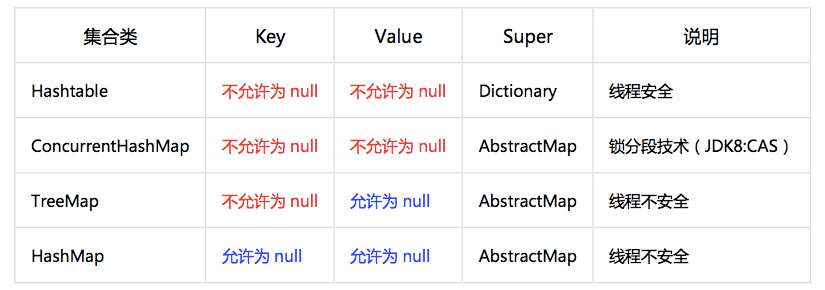 集合类 Key Value Super 说明
Hashtable 不允许为 null 不允许为 null Dictionary 线程安全
ConcurrentHashMap 不允许为 null 不允许为 null AbstractMap 锁分段技术（JDK8:CAS）
TreeMap 不允许为 null 允许为 null AbstractMap 线程不安全
HashMap 允许为 null 允许为 null AbstractMap 线程不安全